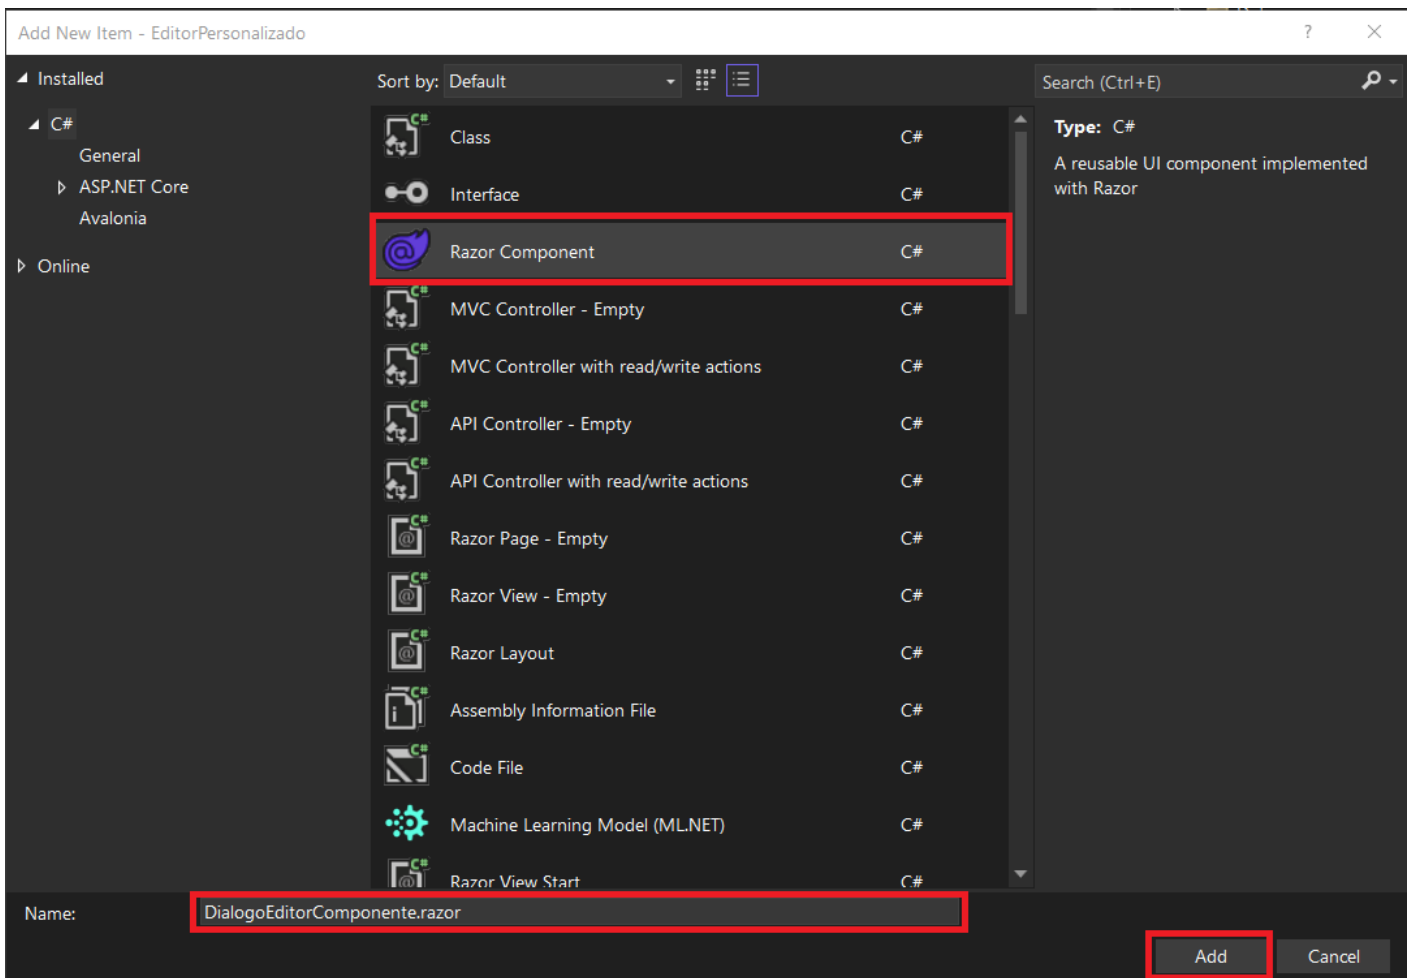 Add New Item - EditorPersonalizado
?
Installed
C#
General
ASP.NET Core
Avalonia
Online
Sort by: Default
Class C#
Interface C#
Razor Component C#
MVC Controller - Empty C#
MVC Controller with read/write actions C#
API Controller - Empty C#
API Controller with read/write actions C#
Razor Page - Empty C#
Razor View - Empty C#
Razor Layout C#
Assembly Information File C#
Code File C#
Machine Learning Model (ML.NET) C#
Razor View Start C#
Search (Ctrl+E)
Type: C#
A reusable UI component implemented
with Razor
Name: DialogoEditorComponente.razor
Add Cancel